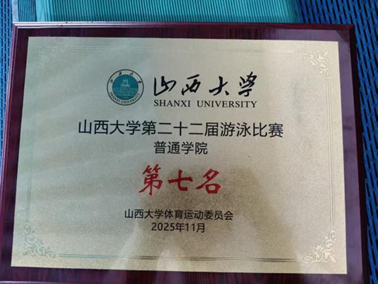 山西大学
SHANXI UNIVERSITY
山西大学第二十二届游泳比赛
普通学院
第七名
山西大学体育运动委员会
2025年11月